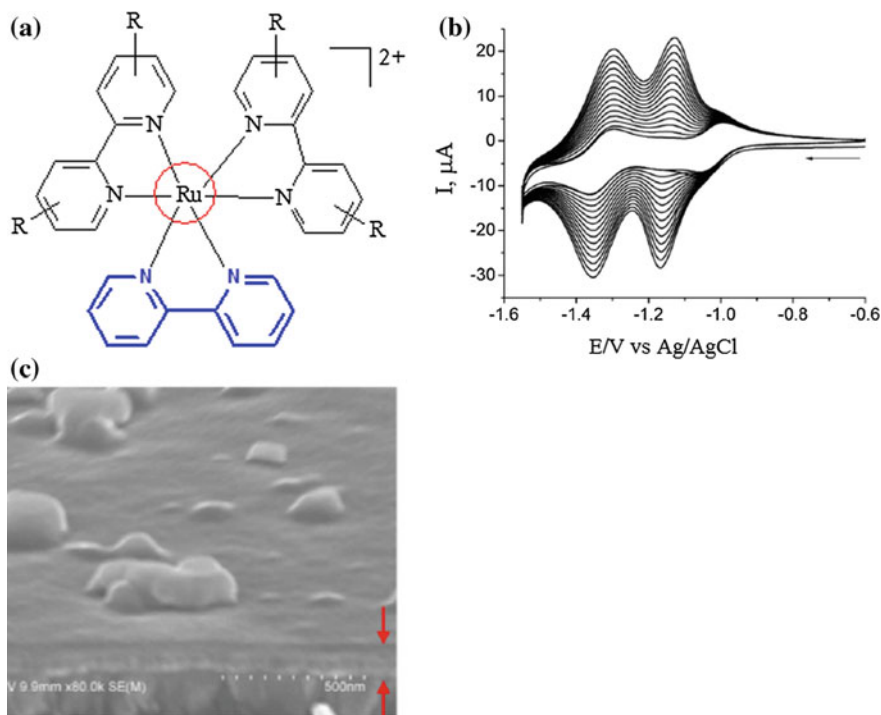 (a)
R
R
2+
N
N
N
Ru
N
R
R
N
N
(b)
20
10
0
-10
-20
-30
I, µA
-1.6 -1.4 -1.2 -1.0 -0.8 -0.6
E/V vs Ag/AgCl
(c)
V 9.9mm x80.0k SE(M)
500nm